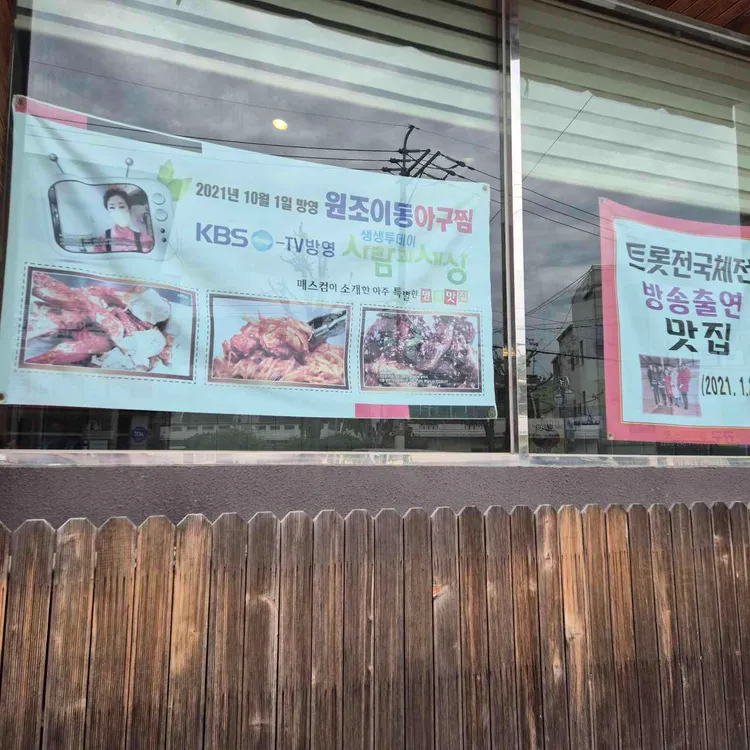 2021년 10월 1일 방영 원조이동아구찜
KBS -TV방영 생생투데이
사람과세상
매스컴이 소개한 아주 특별한 맛
트롯전국체전
방송출연
맛집
(2021. 1.